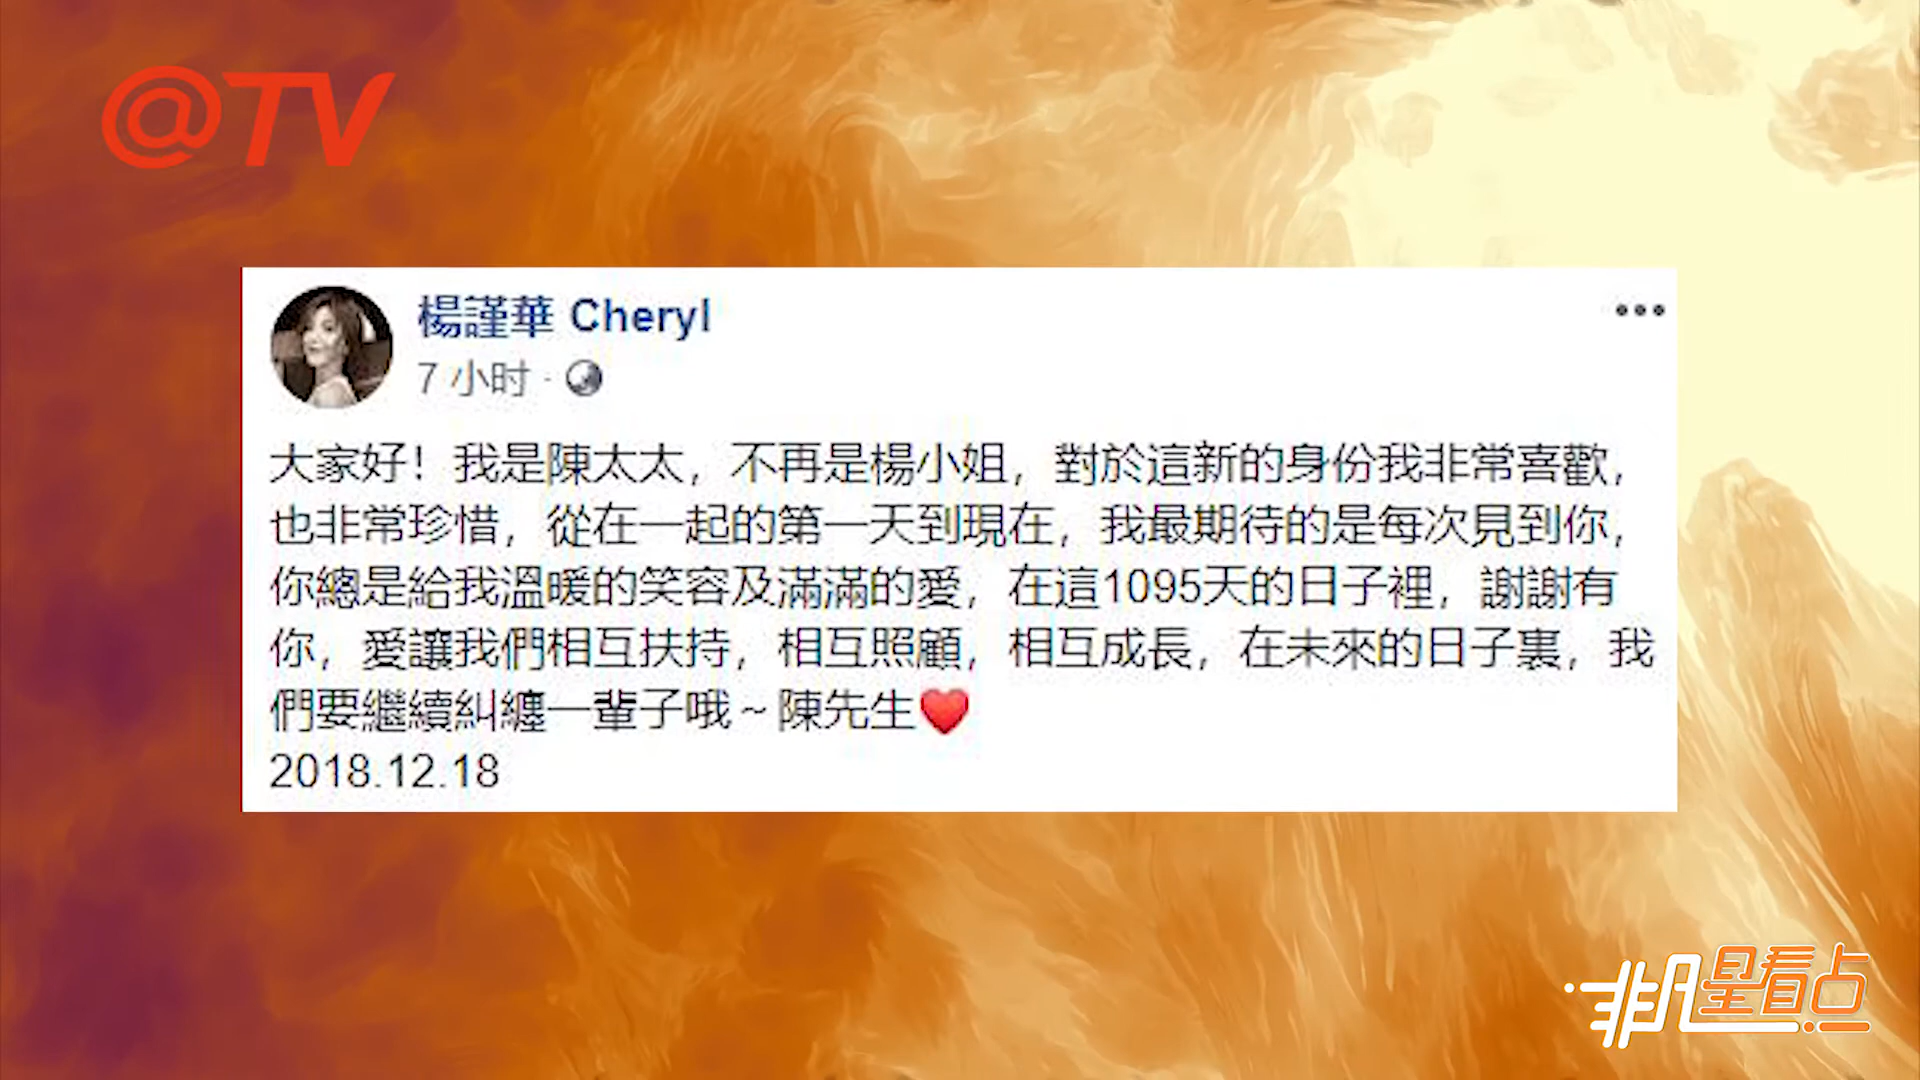 @TV
楊謹華 Cheryl
7 小时
大家好！我是陳太太，不再是楊小姐，對於這新的身份我非常喜歡，
也非常珍惜，從在一起的第一天到現在，我最期待的是每次見到你，
你總是給我溫暖的笑容及滿滿的愛，在這1095天的日子裡，謝謝有
你，愛讓我們相互扶持，相互照顧，相互成長，在未來的日子裏，我
們要繼續糾纏一輩子哦～陳先生❤️
2018.12.18
非凡星看点